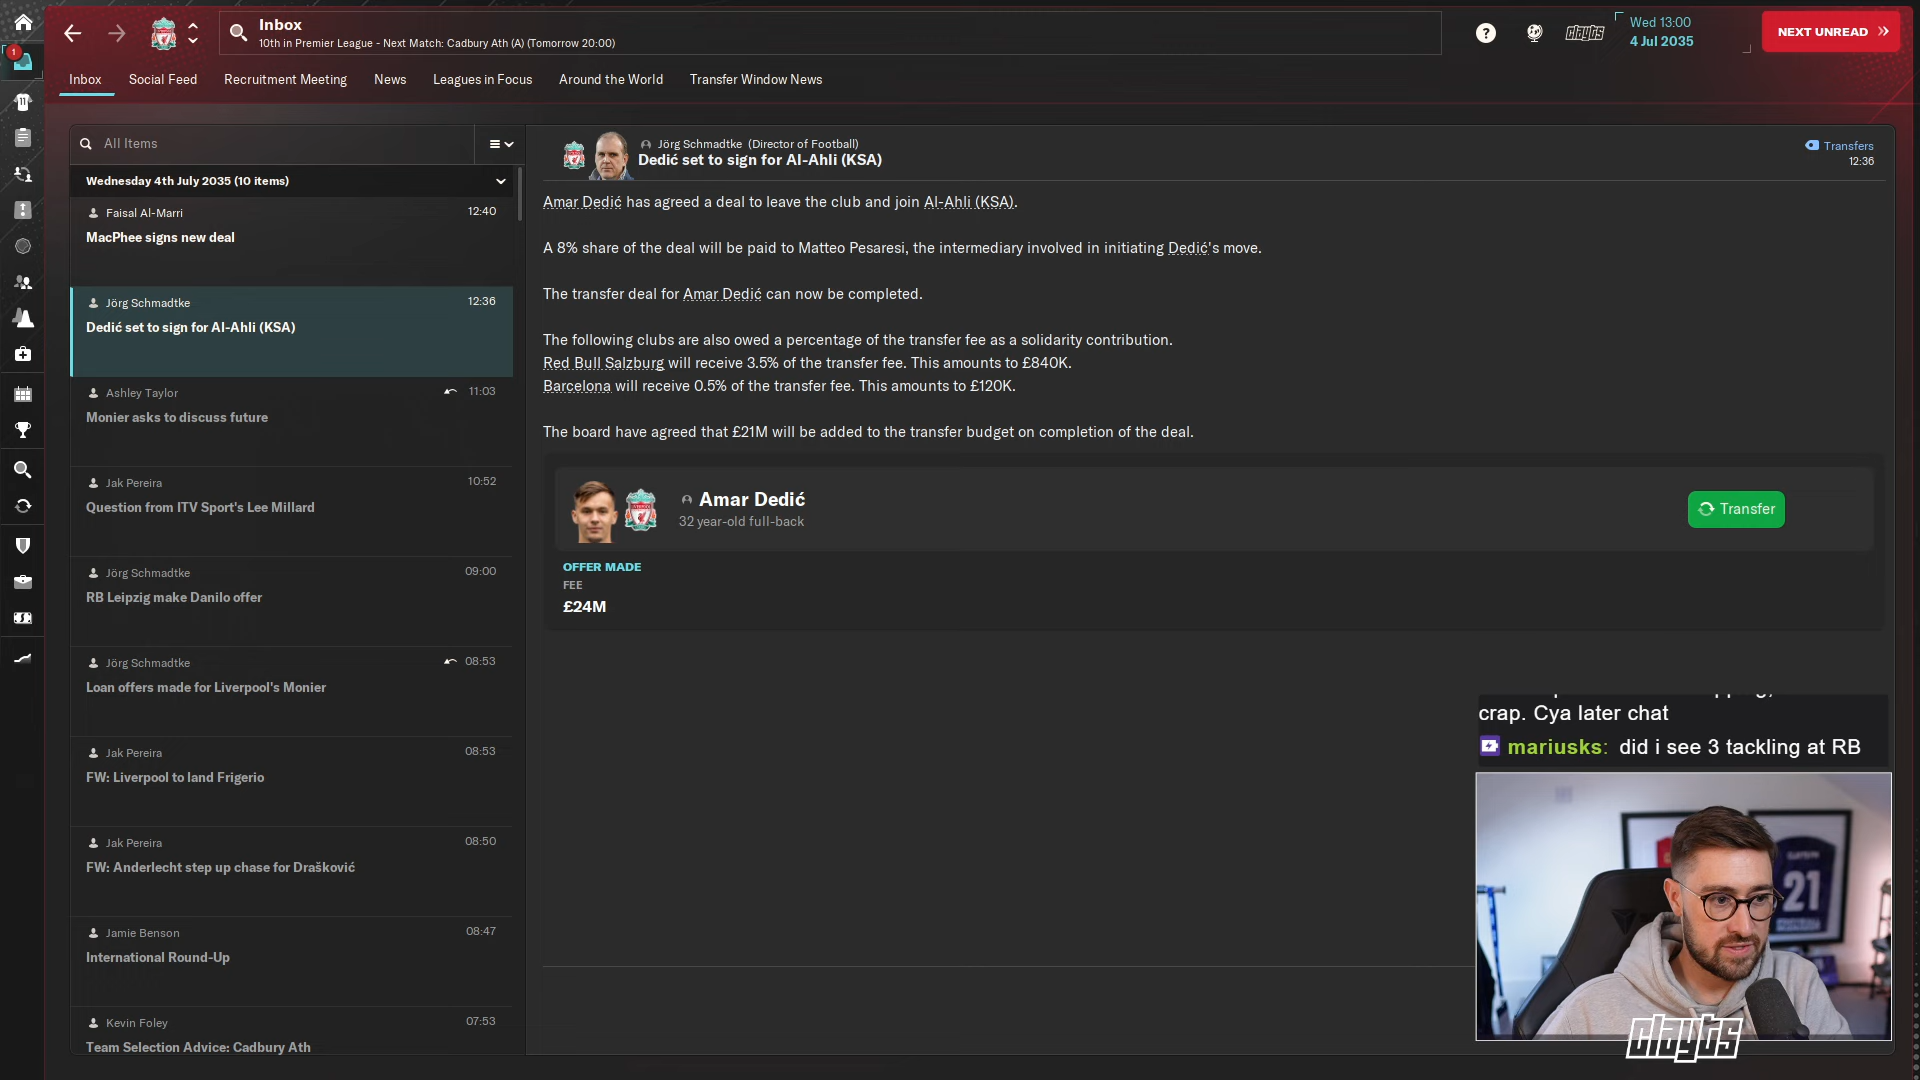 Inbox
10th in Premier League - Next Match: Cadbury Ath (A) (Tomorrow 20:00)
?
clayts
Wed 13:00
4 Jul 2035
NEXT UNREAD
1
11
Inbox
Social Feed
Recruitment Meeting
News
Leagues in Focus
Around the World
Transfer Window News
All Items
Wednesday 4th July 2035 (10 items)
Faisal Al-Marri
12:40
MacPhee signs new deal
Jörg Schmadtke
12:36
Dedić set to sign for Al-Ahli (KSA)
Ashley Taylor
11:03
Monier asks to discuss future
Jak Pereira
10:52
Question from ITV Sport's Lee Millard
Jörg Schmadtke
09:00
RB Leipzig make Danilo offer
Jörg Schmadtke
08:53
Loan offers made for Liverpool's Monier
Jak Pereira
08:53
FW: Liverpool to land Frigerio
Jak Pereira
08:50
FW: Anderlecht step up chase for Drašković
Jamie Benson
08:47
International Round-Up
Kevin Foley
07:53
Team Selection Advice: Cadbury Ath
Jörg Schmadtke (Director of Football)
Dedić set to sign for Al-Ahli (KSA)
Transfers
12:36
Amar Dedić has agreed a deal to leave the club and join Al-Ahli (KSA).
A 8% share of the deal will be paid to Matteo Pesaresi, the intermediary involved in initiating Dedić's move.
The transfer deal for Amar Dedić can now be completed.
The following clubs are also owed a percentage of the transfer fee as a solidarity contribution.
Red Bull Salzburg will receive 3.5% of the transfer fee. This amounts to £840K.
Barcelona will receive 0.5% of the transfer fee. This amounts to £120K.
The board have agreed that £21M will be added to the transfer budget on completion of the deal.
Amar Dedić
32 year-old full-back
Transfer
OFFER MADE
FEE
£24M
crap. Cya later chat
mariusks: did i see 3 tackling at RB
21
clayts